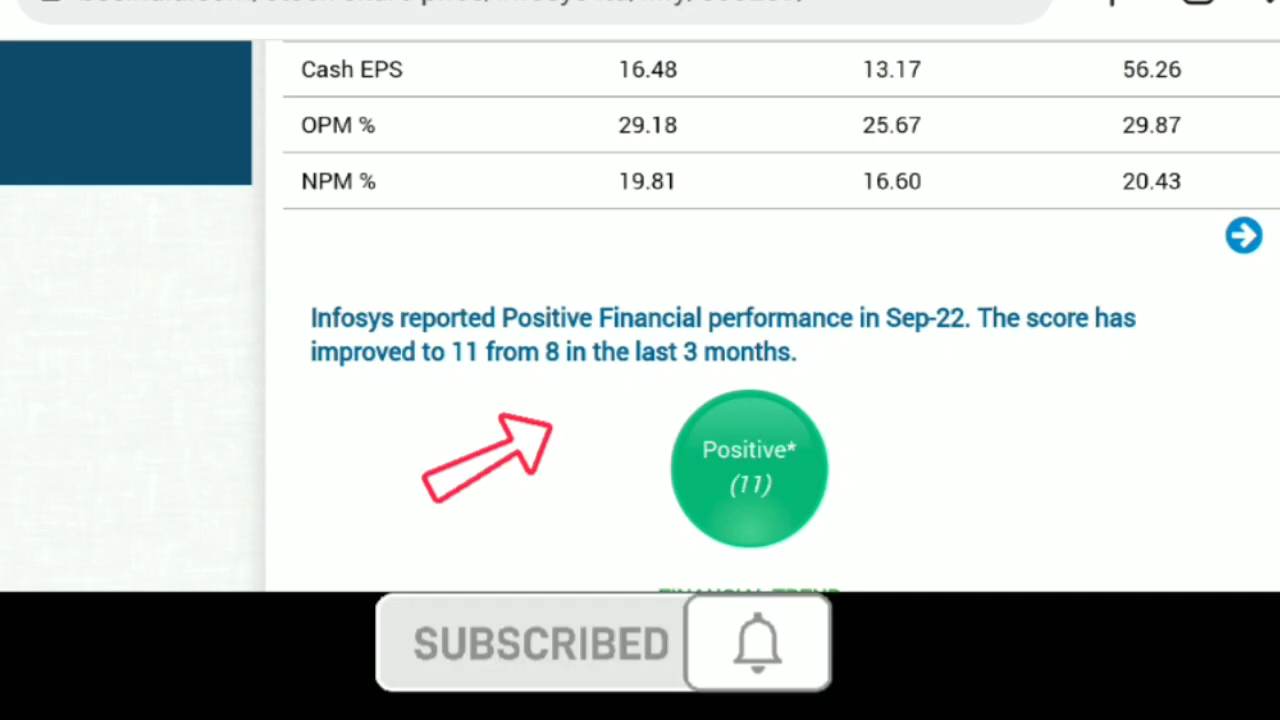 Cash EPS 16.48 13.17 56.26
OPM % 29.18 25.67 29.87
NPM % 19.81 16.60 20.43
Infosys reported Positive Financial performance in Sep-22. The score has
improved to 11 from 8 in the last 3 months.
Positive*
(11)
FINANCIAL TREND
SUBSCRIBED